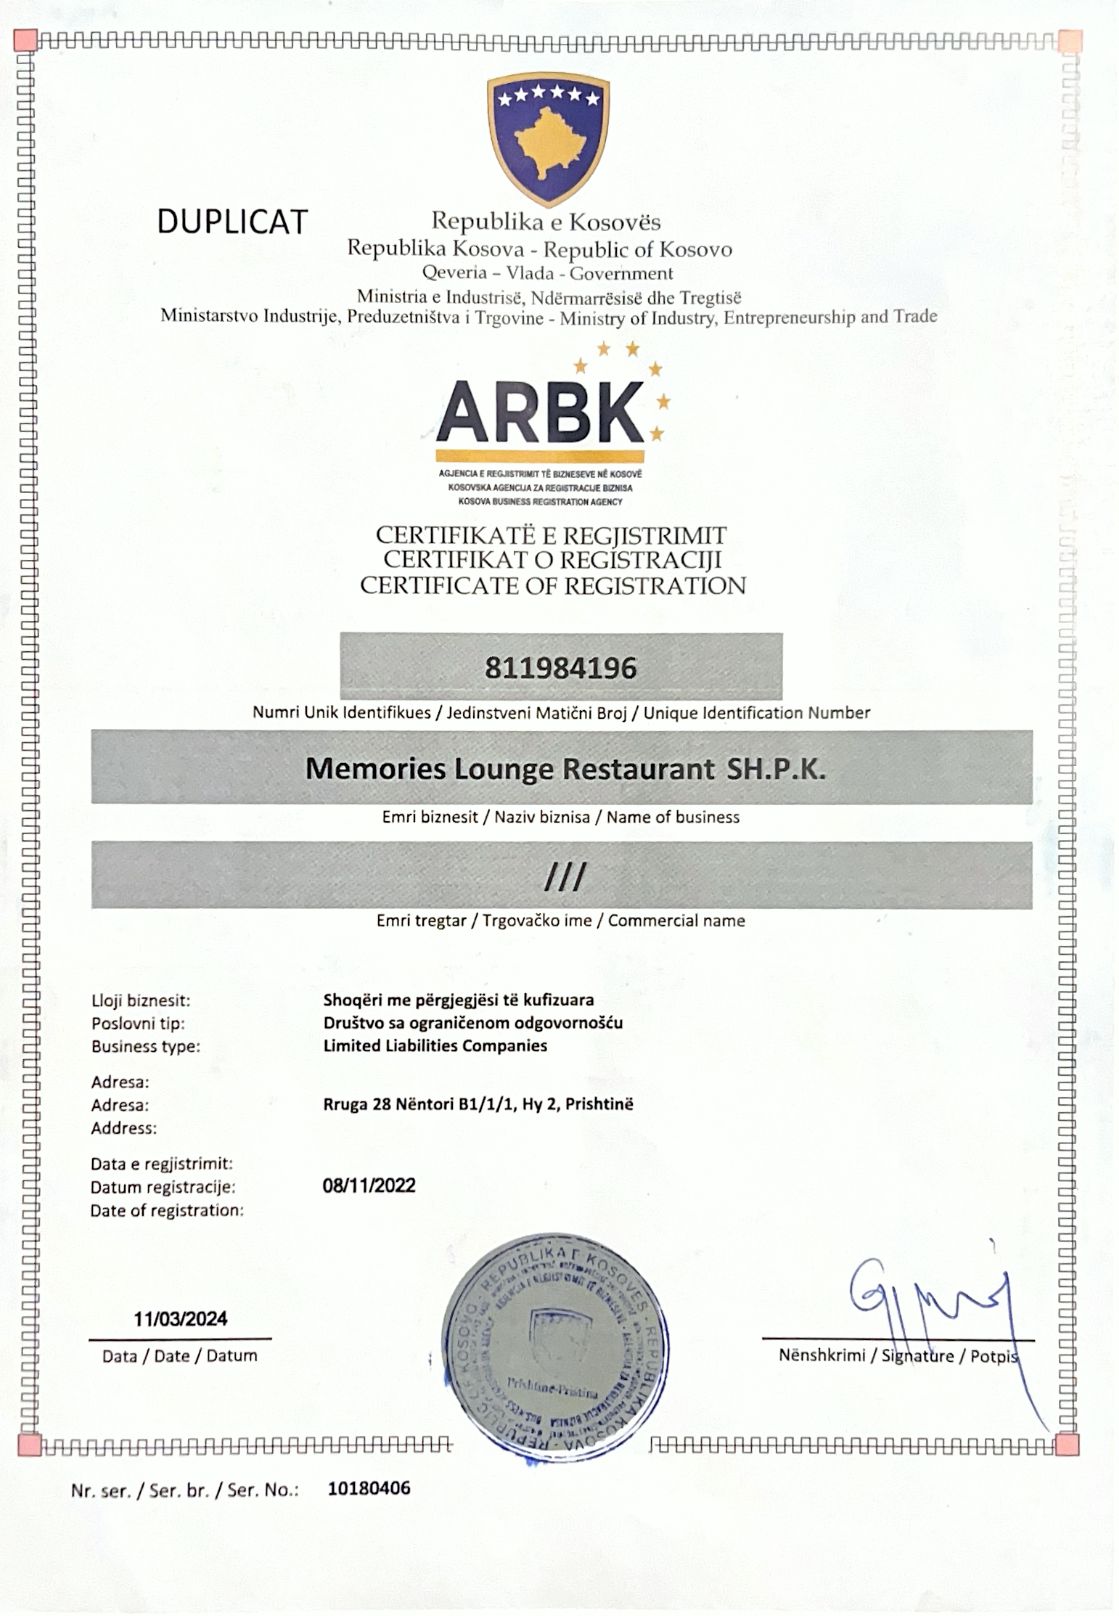 DUPLICAT
Republika e Kosovës
Republika Kosova - Republic of Kosovo
Qeveria – Vlada - Government
Ministria e Industrisë, Ndërmarrësisë dhe Tregtisë
Ministarstvo Industrije, Preduzetništva i Trgovine - Ministry of Industry, Entrepreneurship and Trade
ARBK
AGJENCIA E REGJISTRIMIT TË BIZNESEVE NË KOSOVË
KOSOVSKA AGENCIJA ZA REGISTRACIJE BIZNISA
KOSOVA BUSINESS REGISTRATION AGENCY
CERTIFIKATË E REGJISTRIMIT
CERTIFIKAT O REGISTRACIJI
CERTIFICATE OF REGISTRATION
811984196
Numri Unik Identifikues / Jedinstveni Matični Broj / Unique Identification Number
Memories Lounge Restaurant SH.P.K.
Emri biznesit / Naziv biznisa / Name of business
///
Emri tregtar / Trgovačko ime / Commercial name
Lloji biznesit: Shoqëri me përgjegjësi të kufizuara
Poslovni tip: Društvo sa ograničenom odgovornošću
Business type: Limited Liabilities Companies
Adresa:
Adresa: Rruga 28 Nëntori B1/1/1, Hy 2, Prishtinë
Address:
Data e regjistrimit:
Datum registracije: 08/11/2022
Date of registration:
REPUBLIKA E KOSOVËS - REPUBLIKA KOSOVA - REPUBLIC OF KOSOVO
Prishtinë-Priština
11/03/2024
Data / Date / Datum
Nënshkrimi / Signature / Potpis
Nr. ser. / Ser. br. / Ser. No.: 10180406